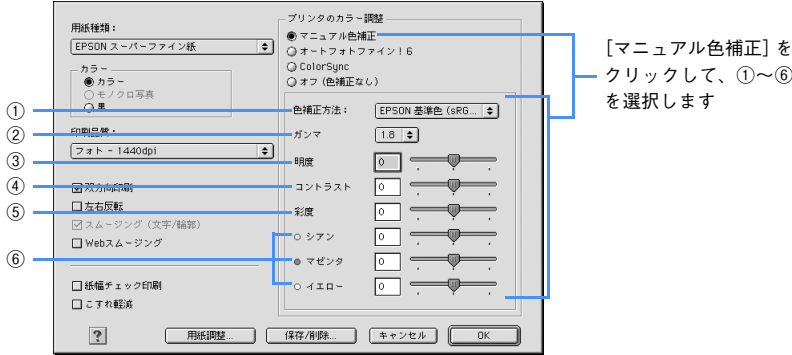 用紙種類：
EPSON スーパーファイン紙
カラー
カラー
モノクロ写真
黒
印刷品質：
フォト - 1440dpi
双方向印刷
左右反転
スムージング（文字/輪郭）
Webスムージング
紙幅チェック印刷
こすれ軽減
プリンタのカラー調整
マニュアル色補正
オートフォトファイン！6
ColorSync
オフ（色補正なし）
色補正方法：
EPSON 基準色（sRG...
ガンマ
1.8
明度
0
コントラスト
0
彩度
0
シアン
0
マゼンタ
0
イエロー
0
?
用紙調整...
保存/削除...
キャンセル
OK
①
②
③
④
⑤
⑥
［マニュアル色補正］を
クリックして、①～⑥
を選択します